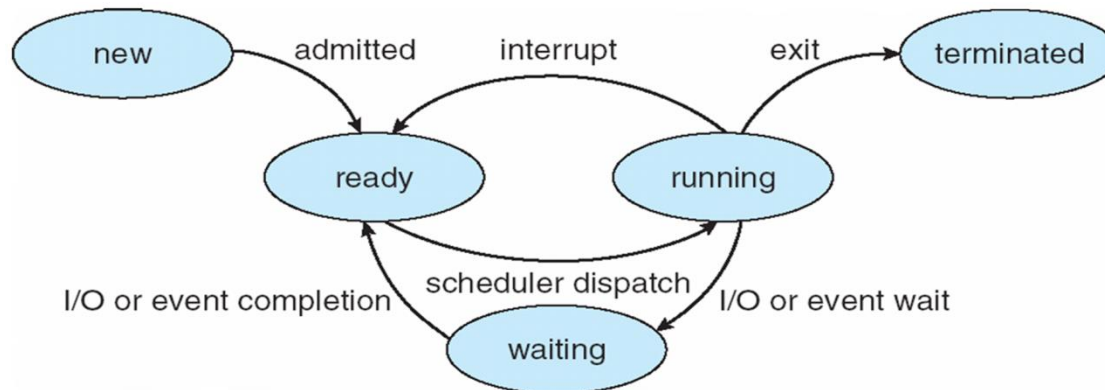 new
admitted
interrupt
exit
terminated
ready
running
I/O or event completion
scheduler dispatch
I/O or event wait
waiting